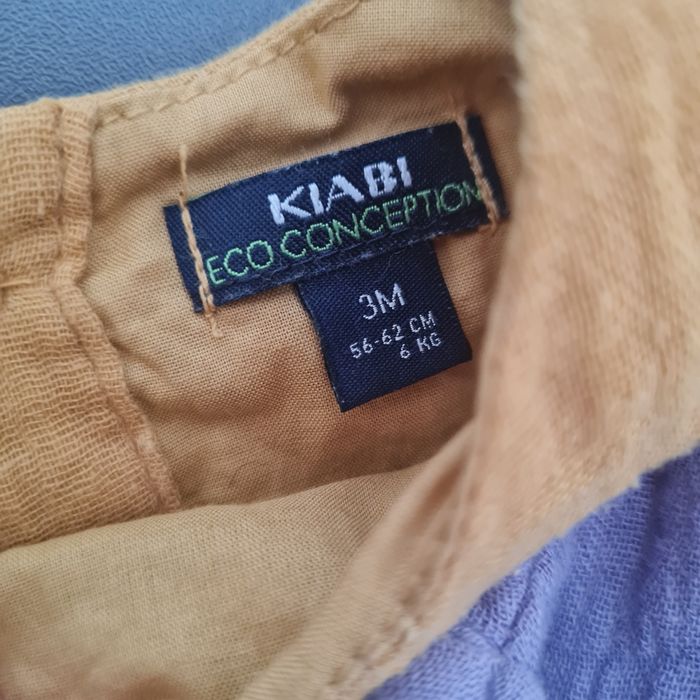 KIABI
ECO CONCEPTION
3M
56-62 CM
6 KG